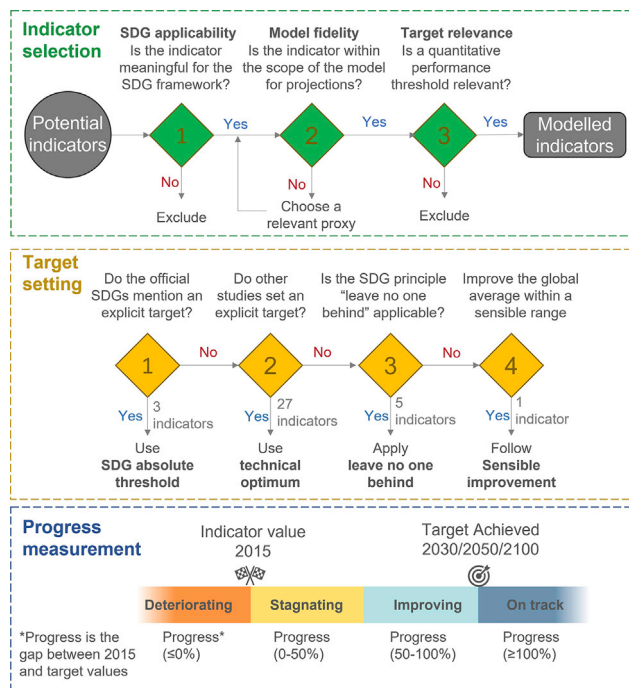 Indicator
selection
SDG applicability
Is the indicator
meaningful for the
SDG framework?
Model fidelity
Is the indicator within
the scope of the model
for projections?
Target relevance
Is a quantitative
performance
threshold relevant?
Potential
indicators
1
Yes
2
Yes
3
Yes
Modelled
indicators
No
No
No
Exclude
Choose a
relevant proxy
Exclude
Target
setting
Do the official
SDGs mention an
explicit target?
Do other
studies set an
explicit target?
Is the SDG principle
“leave no one
behind” applicable?
Improve the global
average within a
sensible range
1
No
2
No
3
No
4
Yes
3
indicators
Yes
27
indicators
Yes
5
indicators
Yes
1
indicator
Use
SDG absolute
threshold
Use
technical
optimum
Apply
leave no one
behind
Follow
Sensible
improvement
Progress
measurement
Indicator value
2015
Target Achieved
2030/2050/2100
Deteriorating
Stagnating
Improving
On track
*Progress is the
gap between 2015
and target values
Progress*
(≤0%)
Progress
(0-50%)
Progress
(50-100%)
Progress
(≥100%)